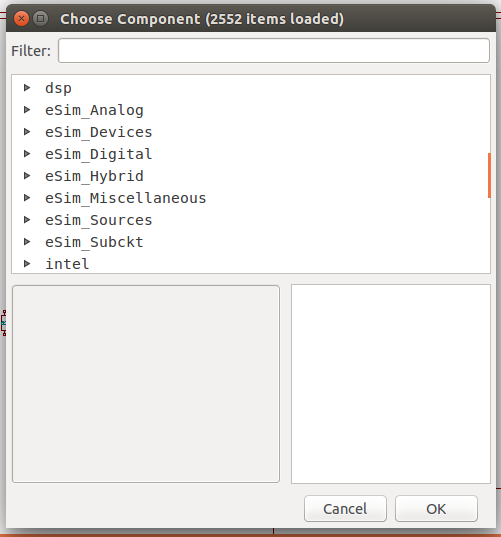 Choose Component (2552 items loaded)
Filter:
dsp
eSim_Analog
eSim_Devices
eSim_Digital
eSim_Hybrid
eSim_Miscellaneous
eSim_Sources
eSim_Subckt
intel
Cancel OK